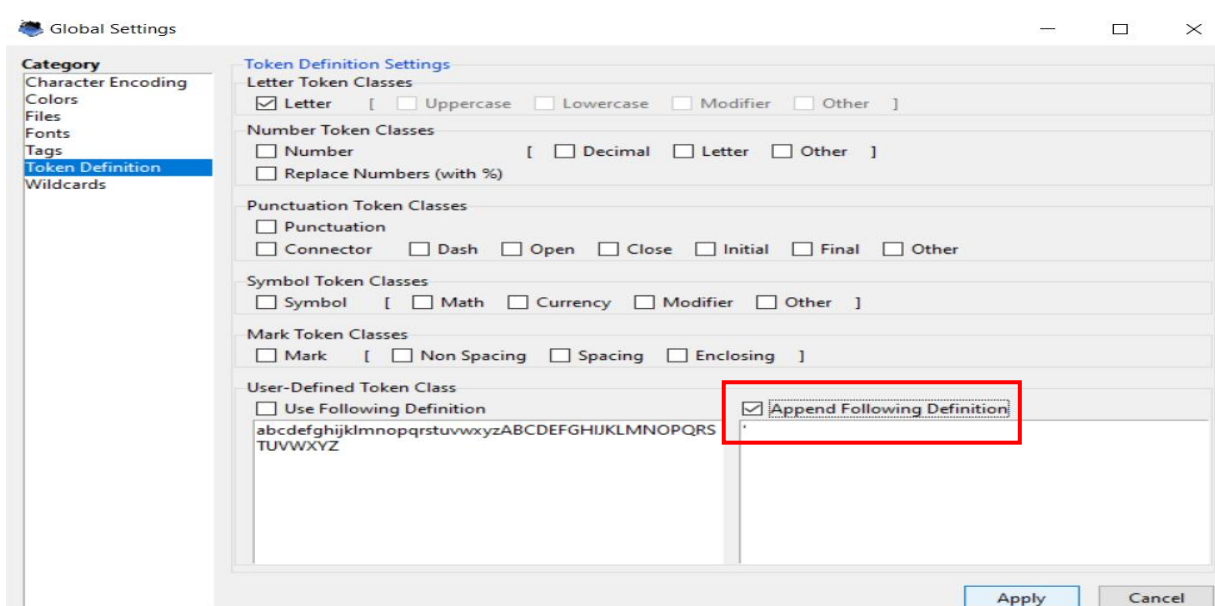 Global Settings
Category
Character Encoding
Colors
Files
Fonts
Tags
Token Definition
Wildcards
Token Definition Settings
Letter Token Classes
Letter [ Uppercase Lowercase Modifier Other ]
Number Token Classes
Number [ Decimal Letter Other ]
Replace Numbers (with %)
Punctuation Token Classes
Punctuation
Connector Dash Open Close Initial Final Other
Symbol Token Classes
Symbol [ Math Currency Modifier Other ]
Mark Token Classes
Mark [ Non Spacing Spacing Enclosing ]
User-Defined Token Class
Use Following Definition
abcdefghijklmnopqrstuvwxyzABCDEFGHIJKLMNOPQRS
TUVWXYZ
Append Following Definition
'
Apply Cancel